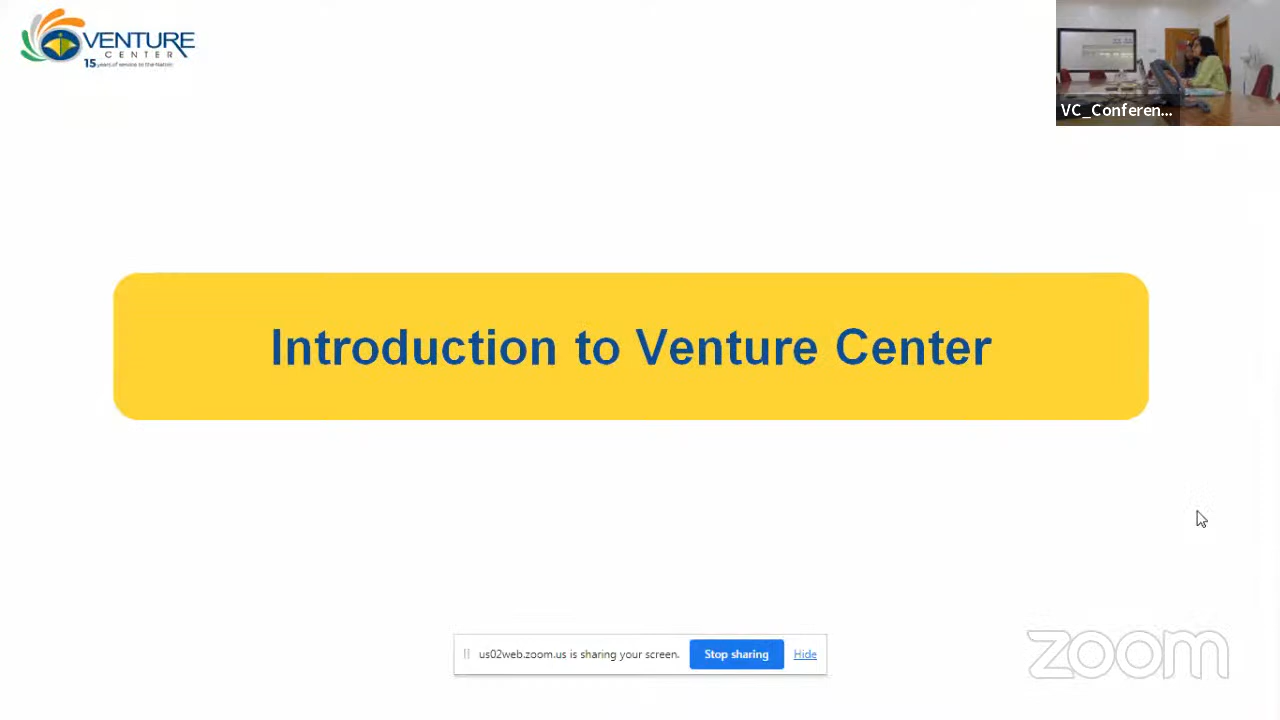 VENTURE
CENTER
15 years of service to the Nation
VC_Conferen...
Introduction to Venture Center
us02web.zoom.us is sharing your screen.
Stop sharing
Hide
zoom